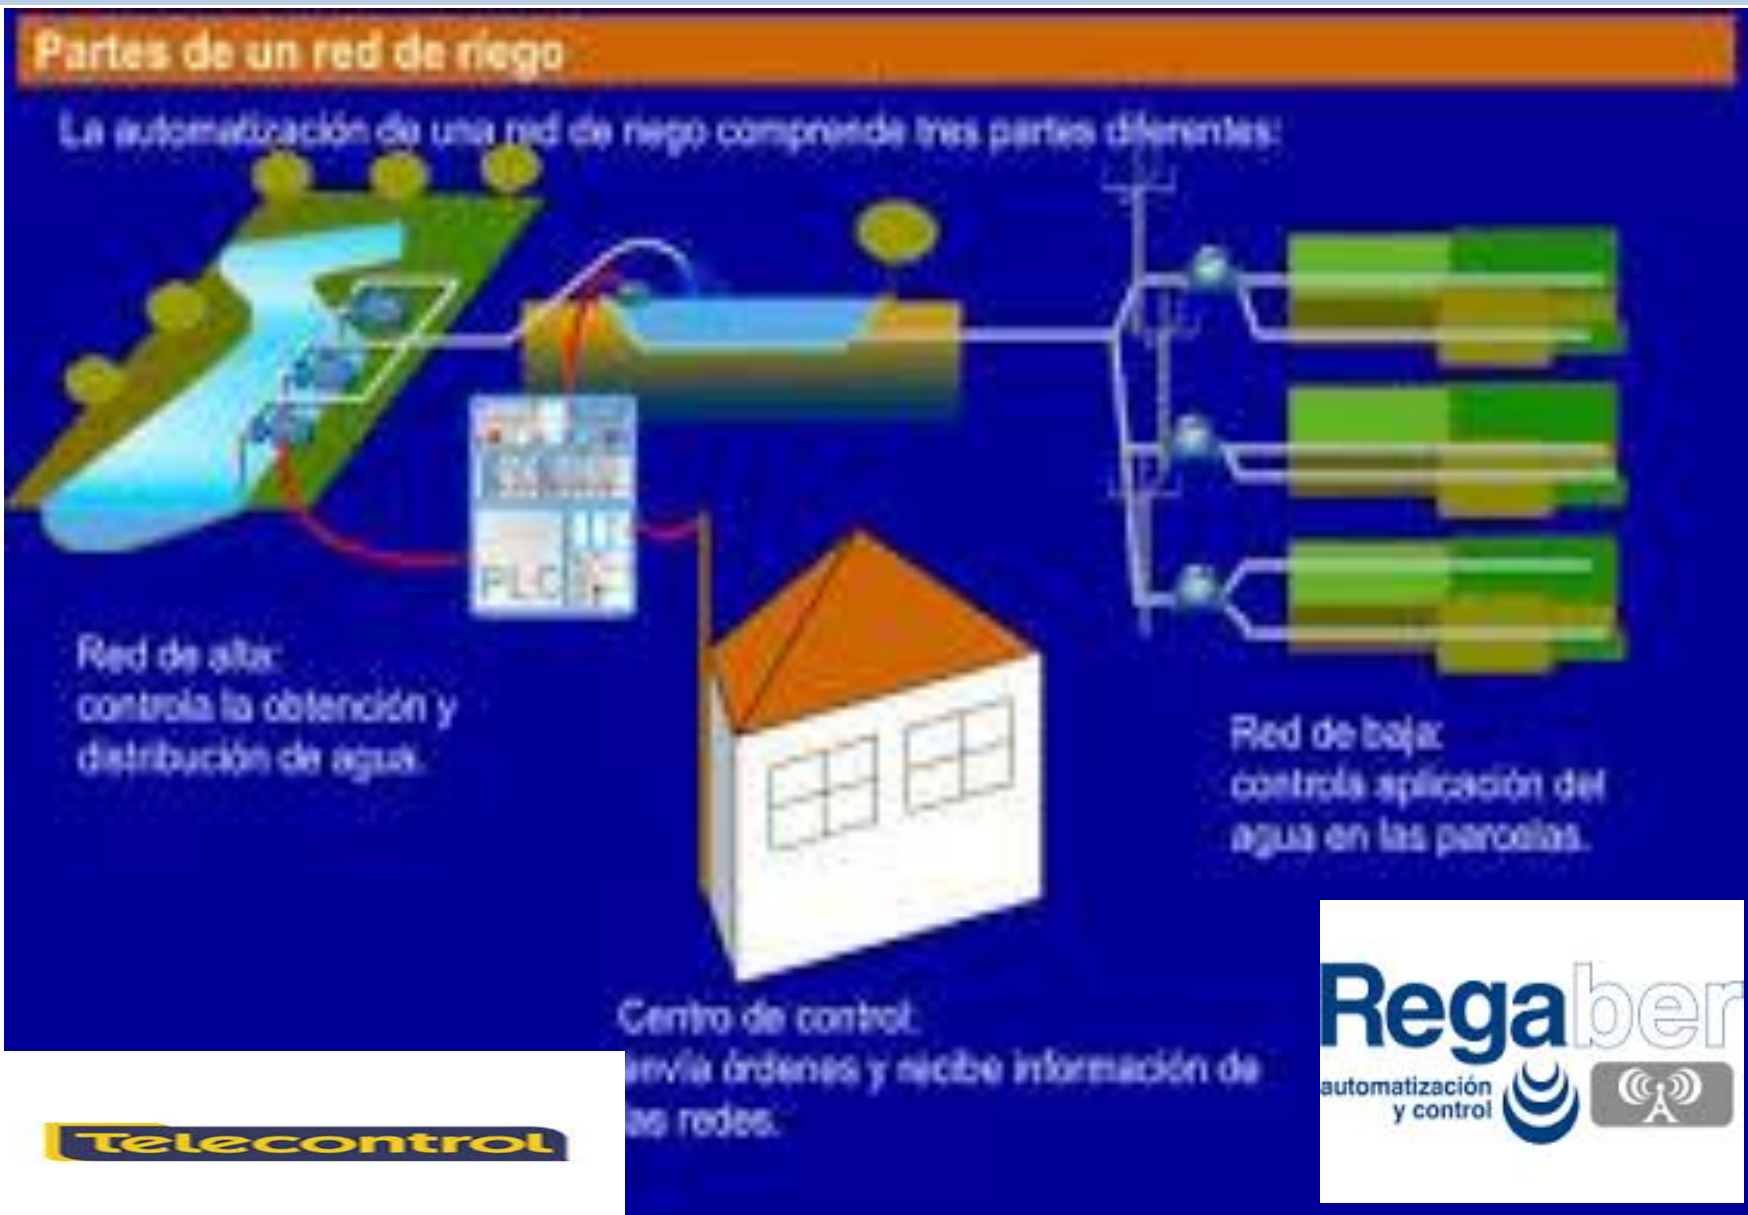 Partes de un red de riego
La automatización de una red de riego comprende tres partes diferentes:
PLC
Red de alta:
controla la obtención y
distribución de agua.
Red de baja:
controla aplicación del
agua en las parcelas.
Centro de control:
envía órdenes y recibe información de
as redes.
Telecontrol
Regaber
automatización
y control